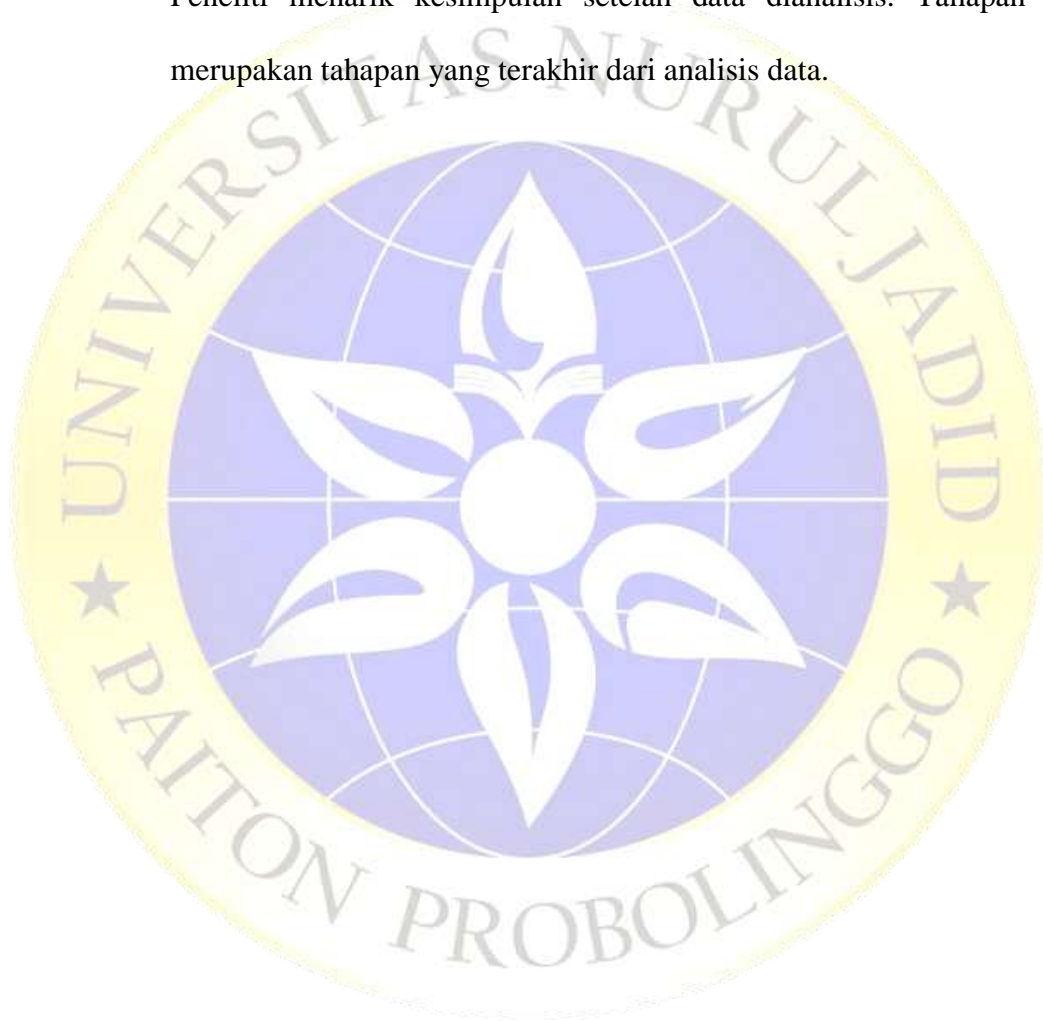 Peneliti menarik kesimpulan setelah data dianalisis. Tahapan
merupakan tahapan yang terakhir dari analisis data.
UNIVERSITAS NURUL JADID
★ PAITON PROBOLINGGO ★